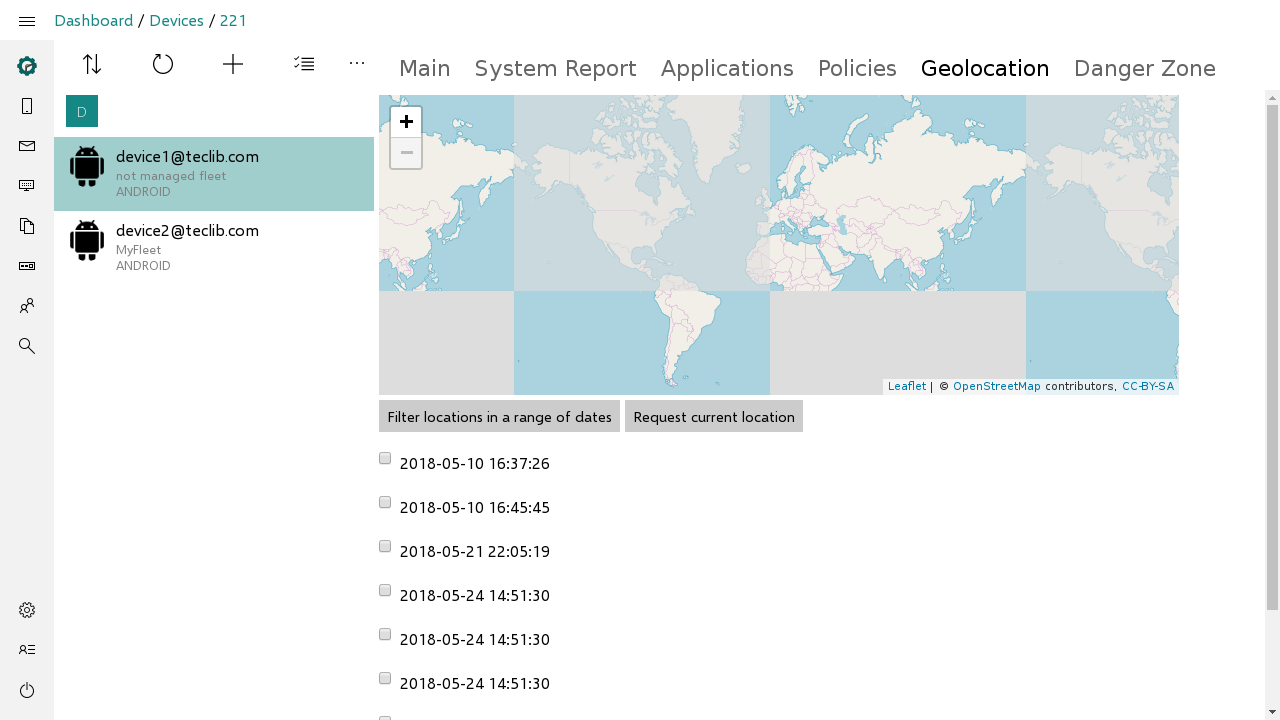 Dashboard / Devices / 221
Main System Report Applications Policies Geolocation Danger Zone
D
device1@teclib.com
not managed fleet
ANDROID
device2@teclib.com
MyFleet
ANDROID
+
−
Leaflet | © OpenStreetMap contributors, CC-BY-SA
Filter locations in a range of dates
Request current location
2018-05-10 16:37:26
2018-05-10 16:45:45
2018-05-21 22:05:19
2018-05-24 14:51:30
2018-05-24 14:51:30
2018-05-24 14:51:30